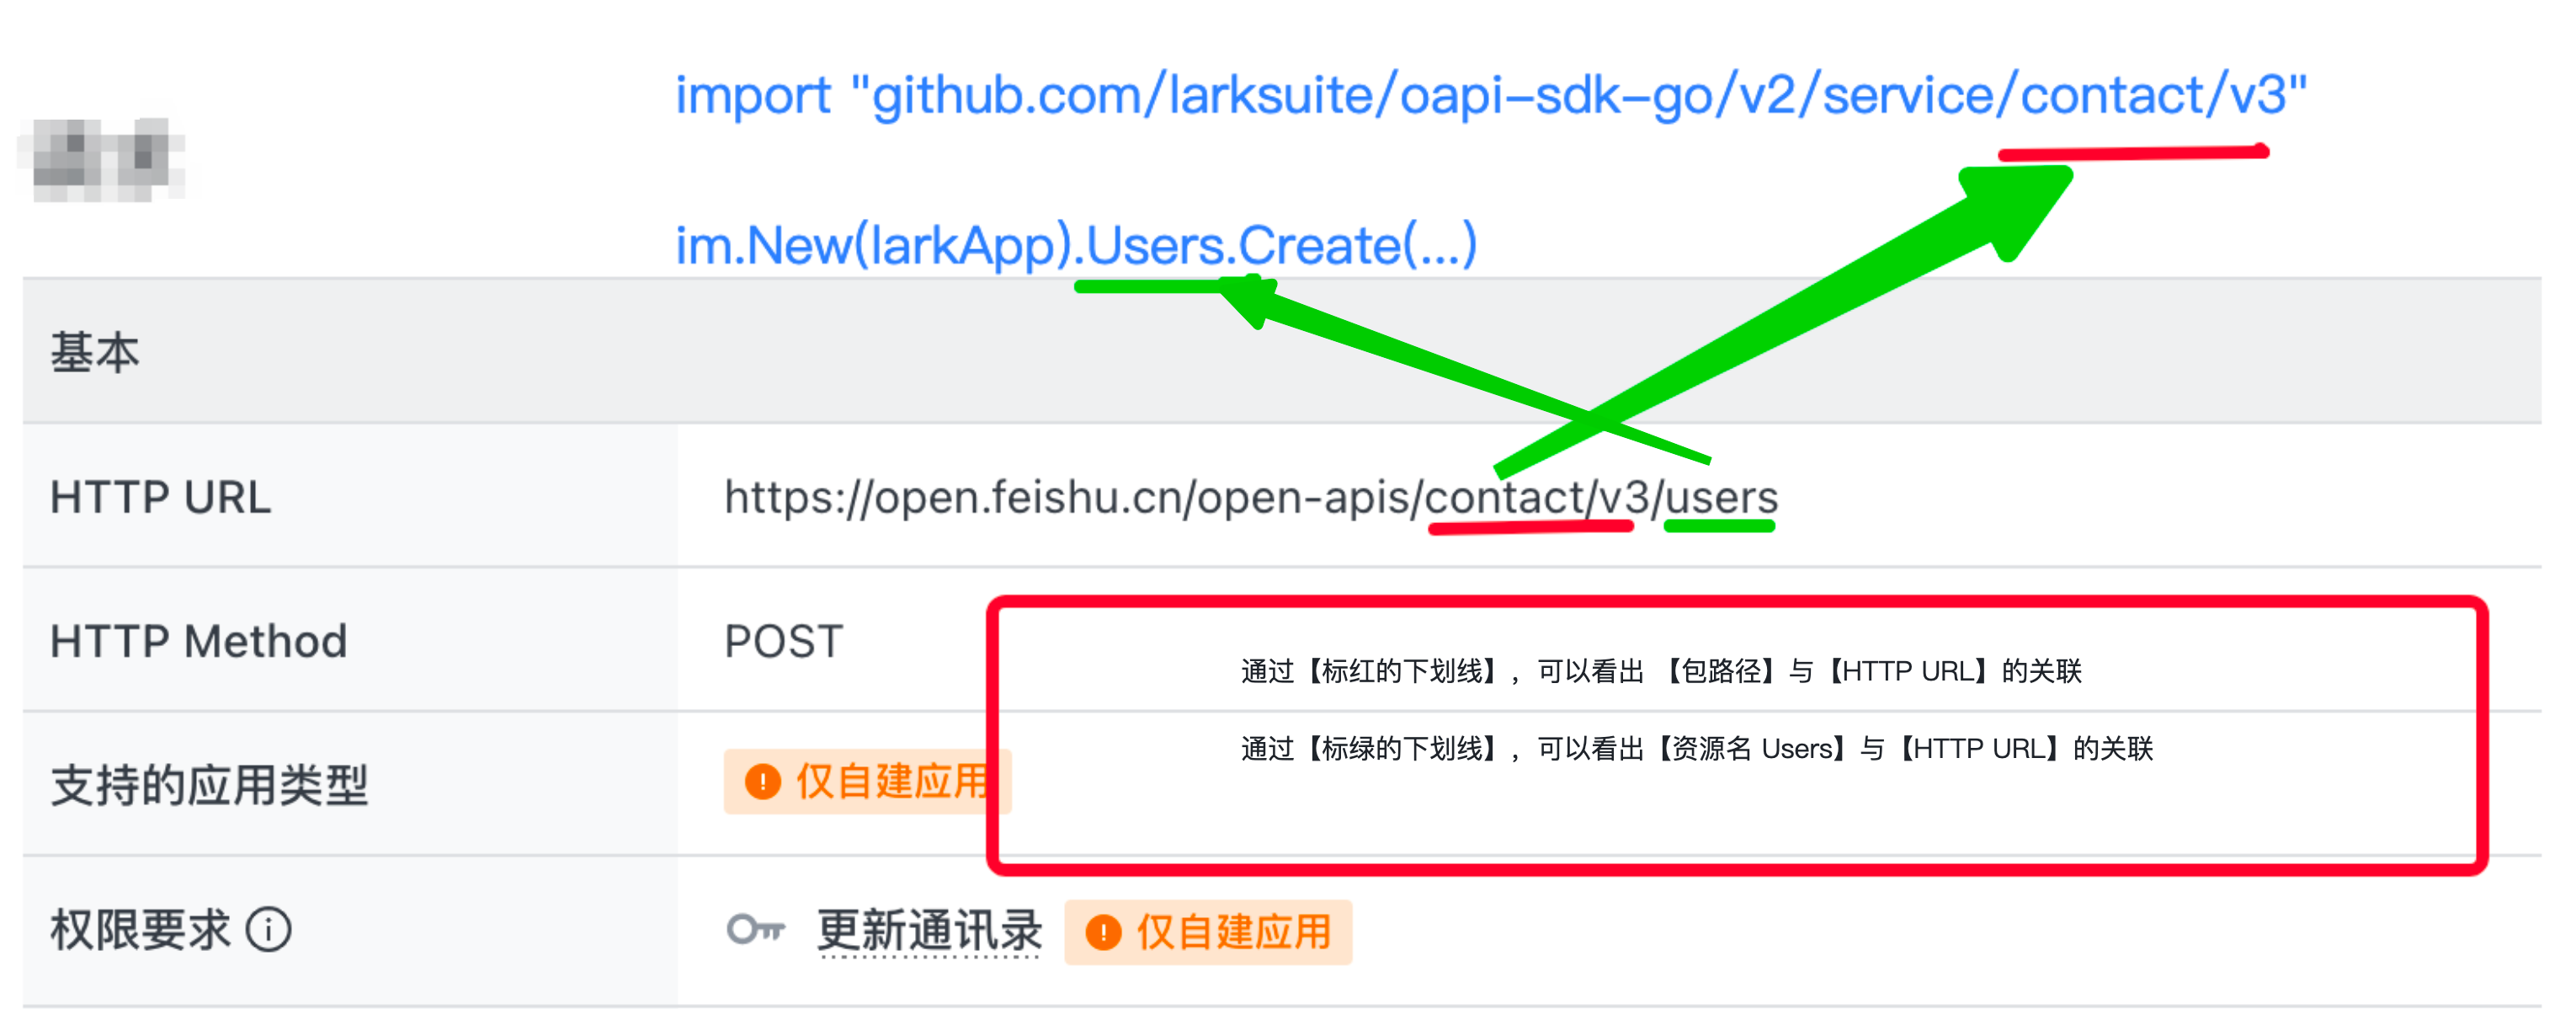 import "github.com/larksuite/oapi-sdk-go/v2/service/contact/v3"
im.New(larkApp).Users.Create(...)
基本
HTTP URL
https://open.feishu.cn/open-apis/contact/v3/users
HTTP Method
POST
通过【标红的下划线】，可以看出 【包路径】与【HTTP URL】的关联
通过【标绿的下划线】，可以看出【资源名 Users】与【HTTP URL】的关联
支持的应用类型
仅自建应用
权限要求
更新通讯录 仅自建应用